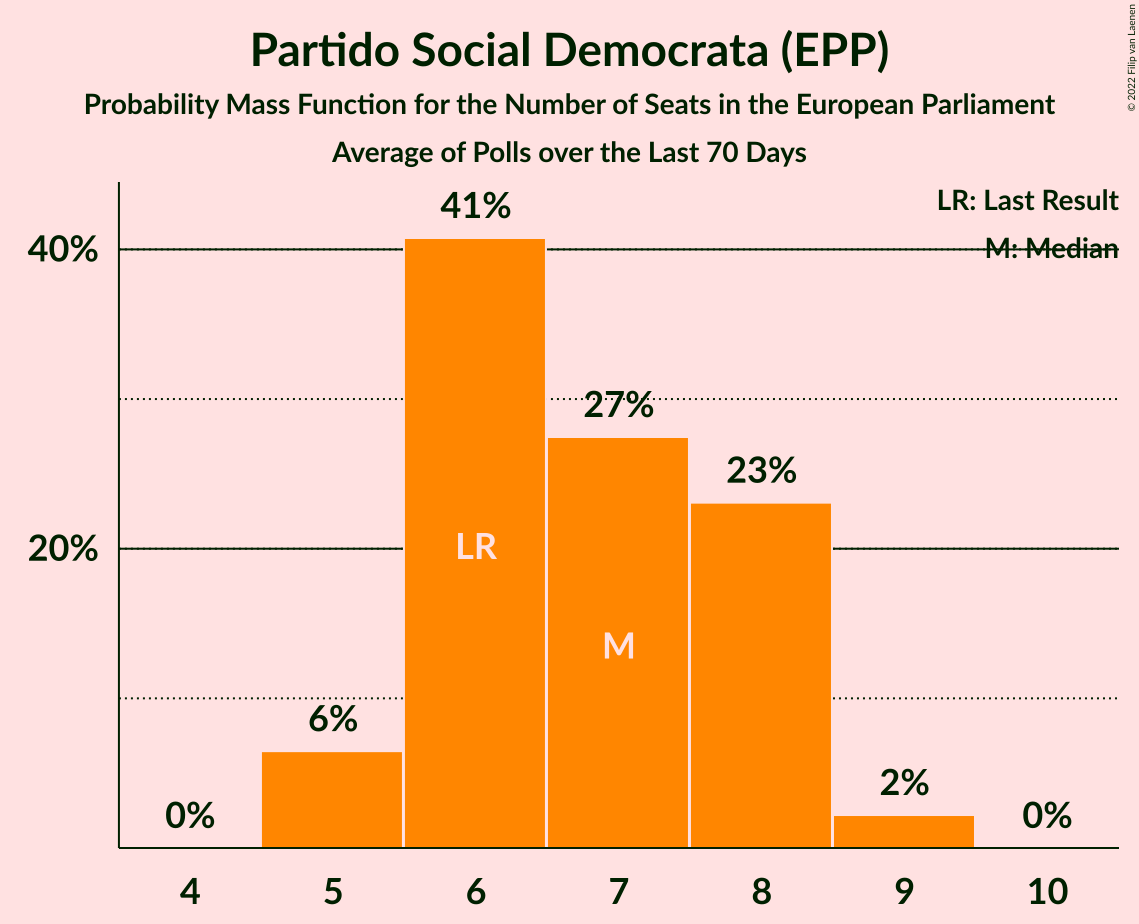 Partido Social Democrata (EPP)
Probability Mass Function for the Number of Seats in the European Parliament
Average of Polls over the Last 70 Days
© 2022 Filip van Laenen
LR: Last Result
M: Median
40%
20%
0%
6%
41%
27%
23%
2%
0%
LR
M
4 5 6 7 8 9 10